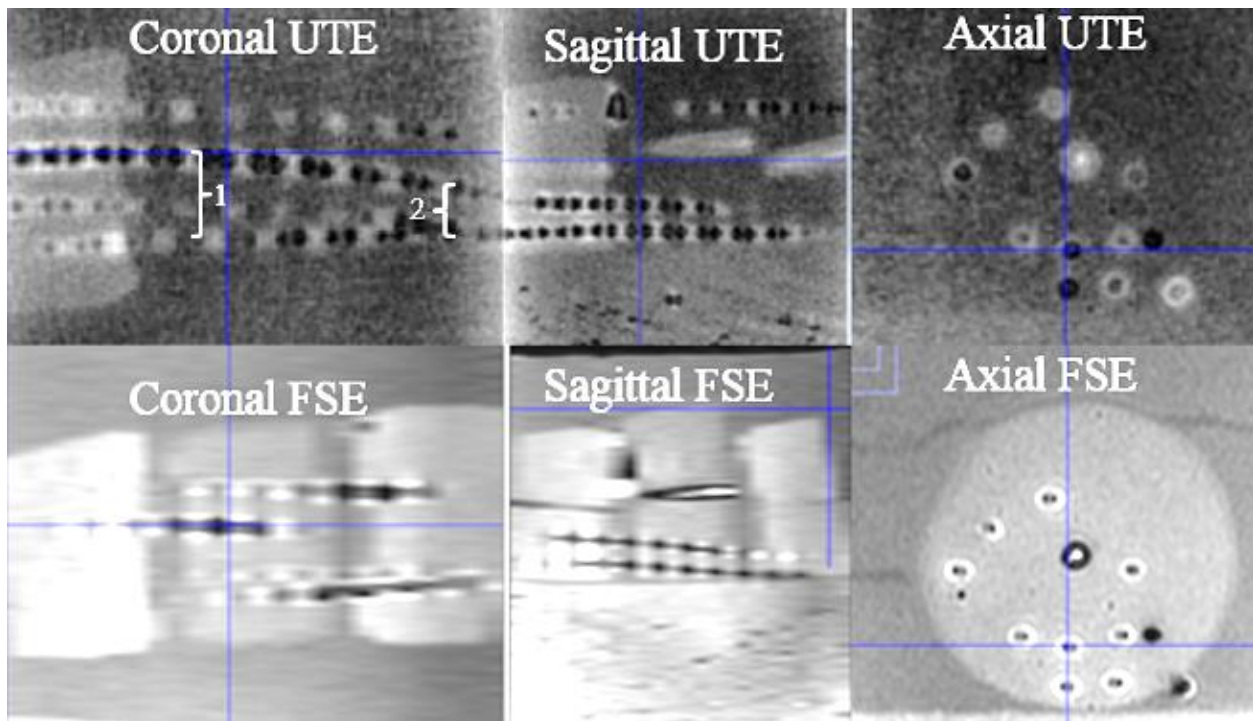 Coronal UTE
Sagittal UTE
Axial UTE
1
2
Coronal FSE
Sagittal FSE
Axial FSE